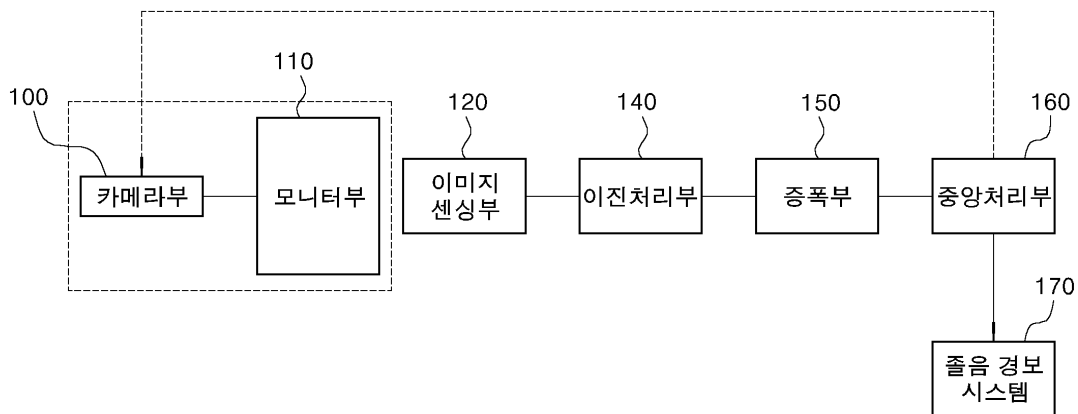 110
100
120
140
150
160
카메라부
모니터부
이미지
센싱부
이진처리부
증폭부
중앙처리부
170
졸음 경보
시스템